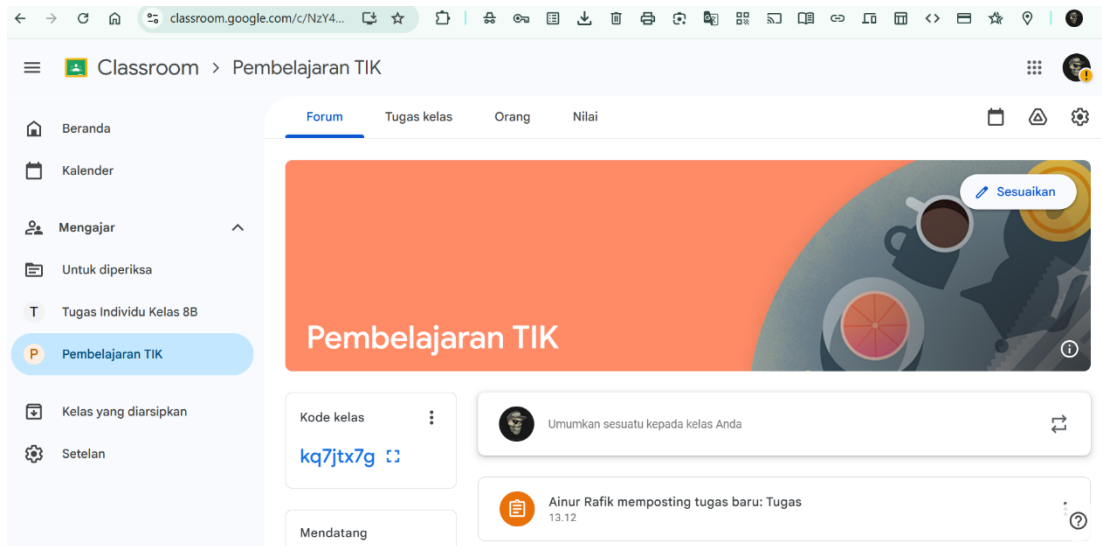 classroom.google.com/c/NzY4...
Classroom > Pembelajaran TIK
Forum
Tugas kelas
Orang
Nilai
Beranda
Kalender
Mengajar
Untuk diperiksa
T Tugas Individu Kelas 8B
P Pembelajaran TIK
Kelas yang diarsipkan
Setelan
Sesuaikan
Pembelajaran TIK
Kode kelas
kq7jtx7g
Mendatang
Umumkan sesuatu kepada kelas Anda
Ainur Rafik memposting tugas baru: Tugas
13.12